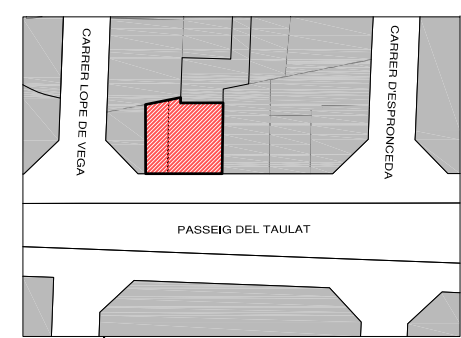 CARRER LOPE DE VEGA
CARRER D'ESPRONCEDA
PASSEIG DEL TAULAT